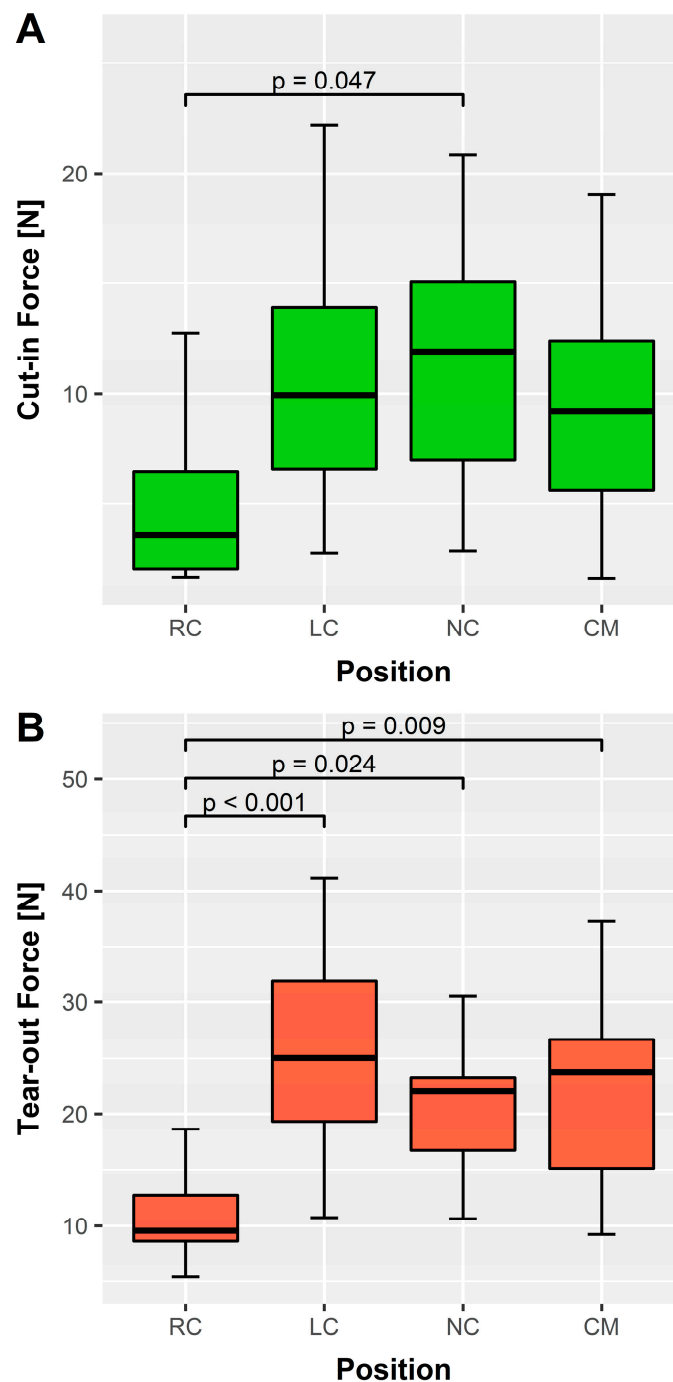 A
p = 0.047
20
10
Cut-in Force [N]
RC LC NC CM
Position
B
p = 0.009
p = 0.024
p < 0.001
50
40
30
20
10
Tear-out Force [N]
RC LC NC CM
Position